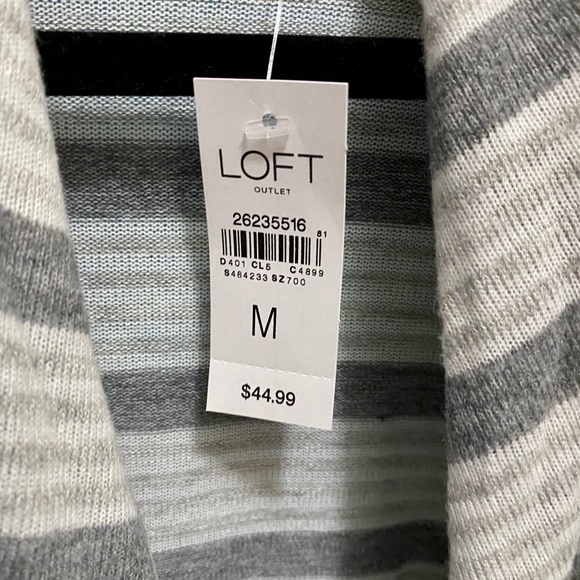 LOFT
OUTLET
26235516
81
D401 CL5 C4899
S484233 SZ700
M
$44.99